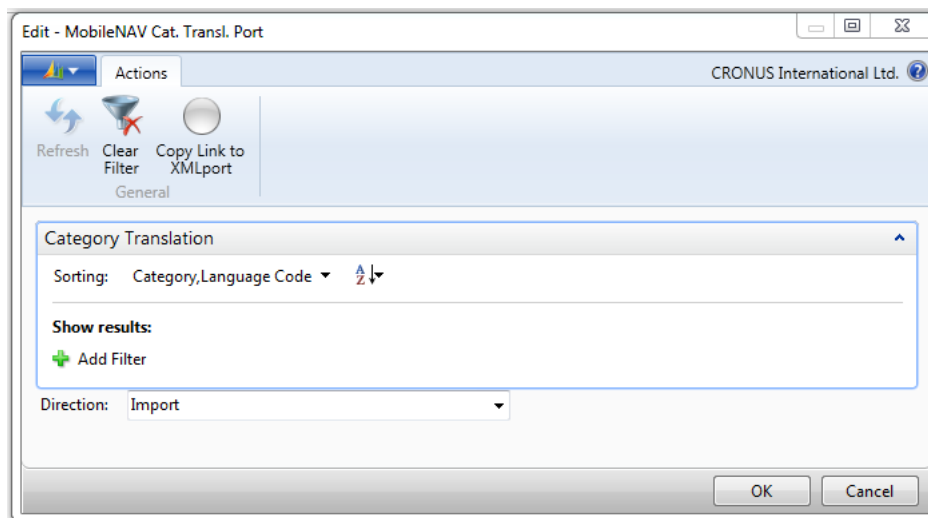 Edit - MobileNAV Cat. Transl. Port
Actions
CRONUS International Ltd.
Refresh
Clear
Filter
Copy Link to
XMLport
General
Category Translation
Sorting: Category,Language Code
A
Z
Show results:
Add Filter
Direction: Import
OK
Cancel